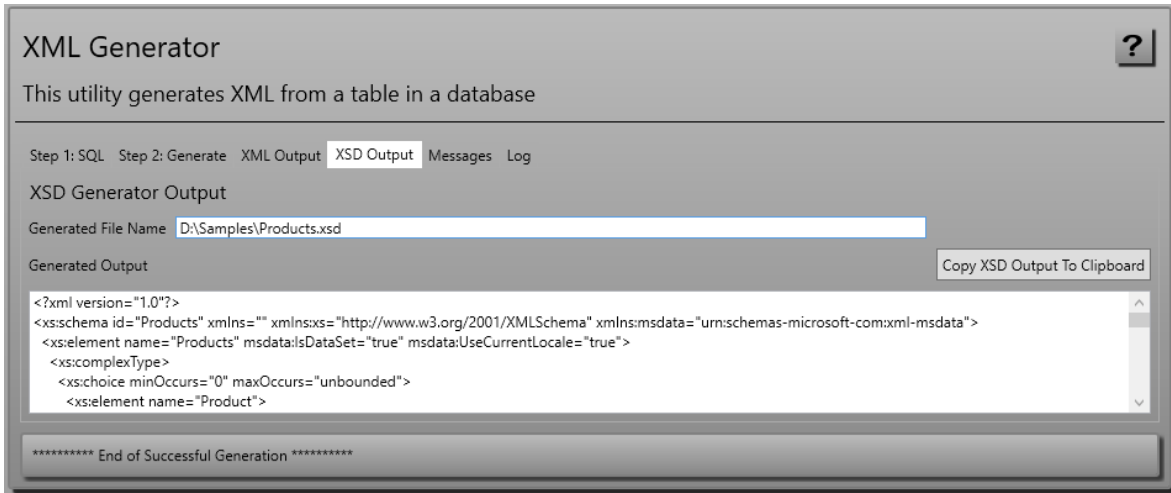 XML Generator
?
This utility generates XML from a table in a database
Step 1: SQL Step 2: Generate XML Output XSD Output Messages Log
XSD Generator Output
Generated File Name D:\Samples\Products.xsd
Generated Output Copy XSD Output To Clipboard
<?xml version="1.0"?>
<xs:schema id="Products" xmlns="" xmlns:xs="http://www.w3.org/2001/XMLSchema" xmlns:msdata="urn:schemas-microsoft-com:xml-msdata">
<xs:element name="Products" msdata:IsDataSet="true" msdata:UseCurrentLocale="true">
<xs:complexType>
<xs:choice minOccurs="0" maxOccurs="unbounded">
<xs:element name="Product">
********** End of Successful Generation **********